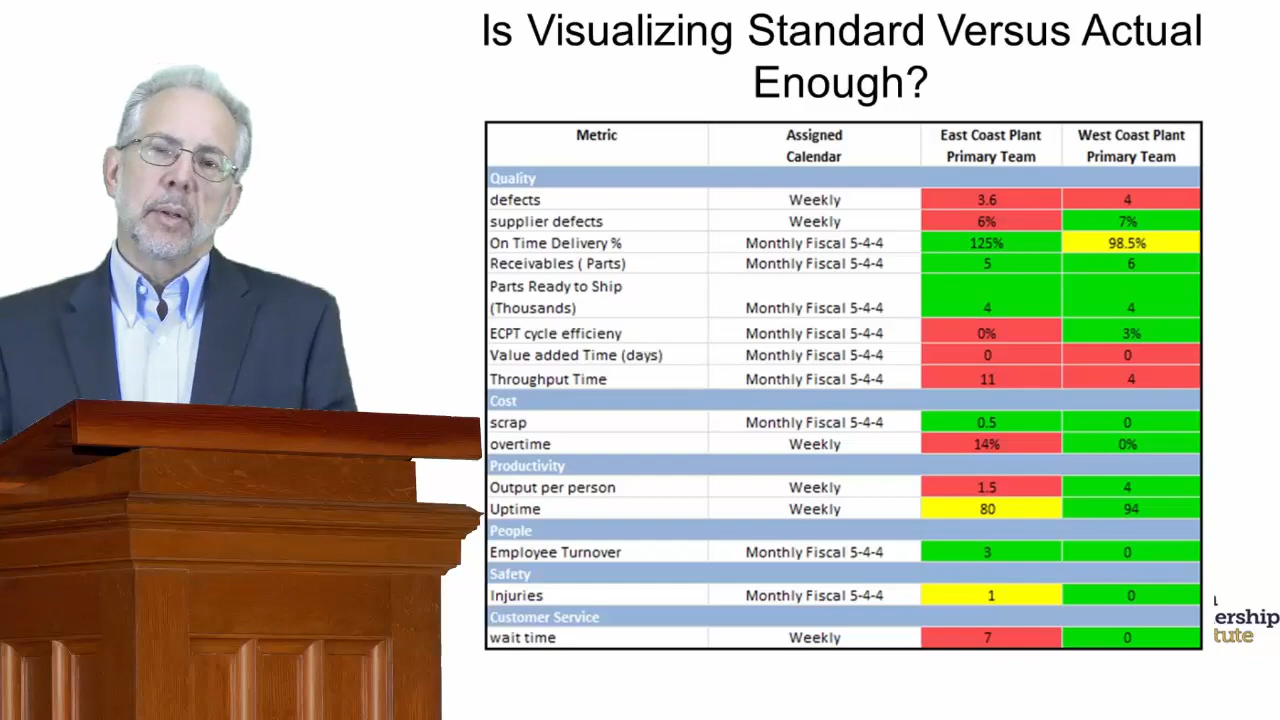 Is Visualizing Standard Versus Actual
Enough?
Metric Assigned Calendar East Coast Plant Primary Team West Coast Plant Primary Team
Quality
defects Weekly 3.6 4
supplier defects Weekly 6% 7%
On Time Delivery % Monthly Fiscal 5-4-4 125% 98.5%
Receivables ( Parts) Monthly Fiscal 5-4-4 5 6
Parts Ready to Ship
(Thousands) Monthly Fiscal 5-4-4 4 4
ECPT cycle efficieny Monthly Fiscal 5-4-4 0% 3%
Value added Time (days) Monthly Fiscal 5-4-4 0 0
Throughput Time Monthly Fiscal 5-4-4 11 4
Cost
scrap Monthly Fiscal 5-4-4 0.5 0
overtime Weekly 14% 0%
Productivity
Output per person Weekly 1.5 4
Uptime Weekly 80 94
People
Employee Turnover Monthly Fiscal 5-4-4 3 0
Safety
Injuries Monthly Fiscal 5-4-4 1 0
Customer Service
wait time Weekly 7 0
ership
tute